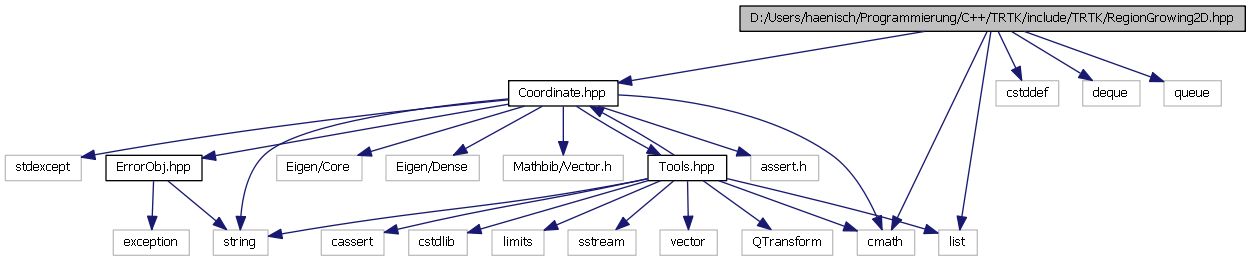 D:/Users/haenisch/Programmierung/C++/TRTK/include/TRTK/RegionGrowing2D.hpp
Coordinate.hpp
cstddef
deque
queue
stdexcept
ErrorObj.hpp
Eigen/Core
Eigen/Dense
Mathbib/Vector.h
Tools.hpp
assert.h
exception
string
cassert
cstdlib
limits
sstream
vector
QTransform
cmath
list